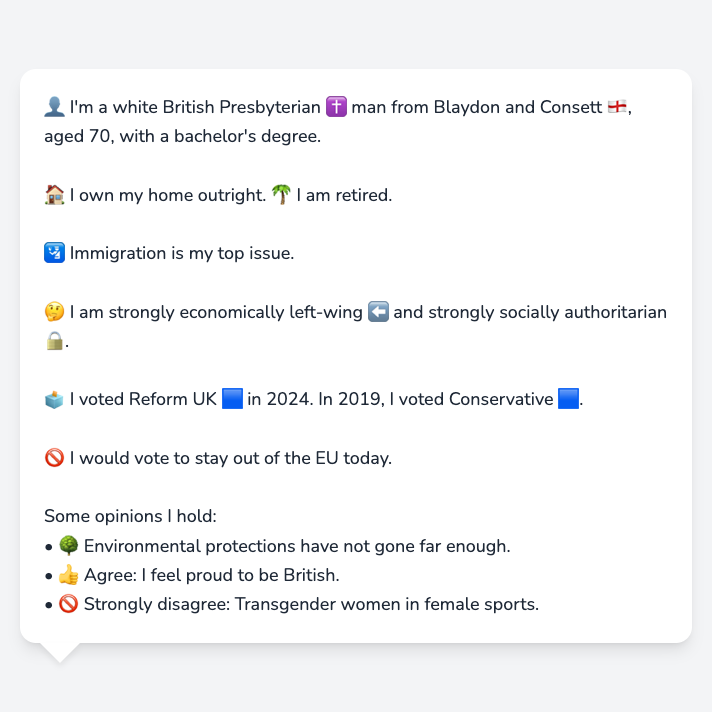 👤 I'm a white British Presbyterian ✝️ man from Blaydon and Consett 🏴󠁧󠁢󠁥󠁮󠁧󠁿,
aged 70, with a bachelor's degree.
🏠 I own my home outright. 🌴 I am retired.
🛂 Immigration is my top issue.
🤔 I am strongly economically left-wing ⬅️ and strongly socially authoritarian
🔒.
🗳️ I voted Reform UK 🟦 in 2024. In 2019, I voted Conservative 🟦.
🚫 I would vote to stay out of the EU today.
Some opinions I hold:
• 🌳 Environmental protections have not gone far enough.
• 👍 Agree: I feel proud to be British.
• 🚫 Strongly disagree: Transgender women in female sports.